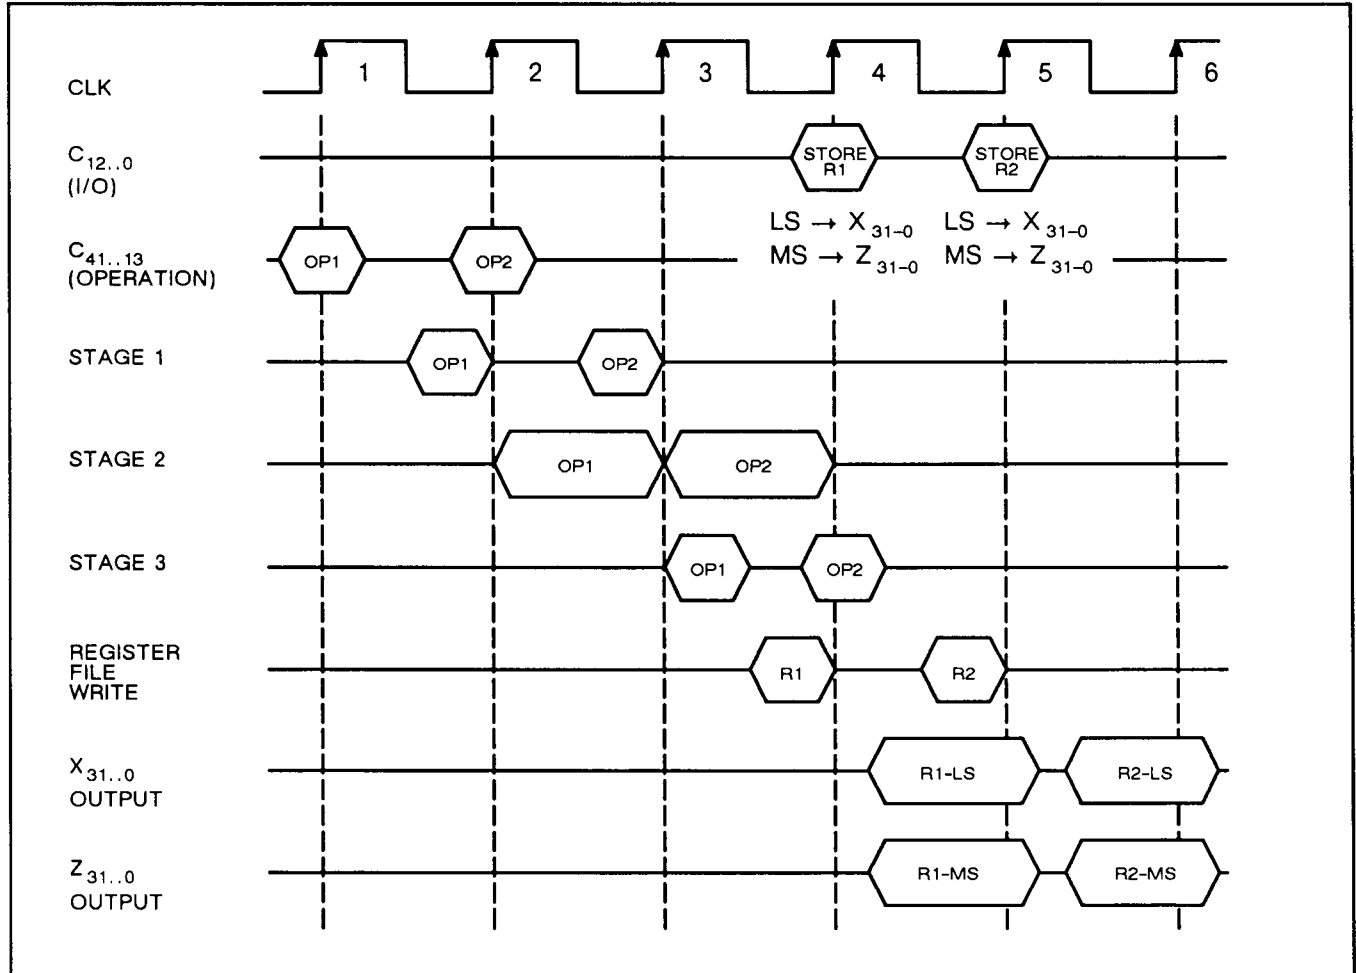 1 2 3 4 5 6
CLK
C12..0
(I/O)
STORE R1 STORE R2
LS → X31–0 LS → X31–0
MS → Z31–0 MS → Z31–0
C41..13
(OPERATION)
OP1 OP2
STAGE 1
OP1 OP2
STAGE 2
OP1 OP2
STAGE 3
OP1 OP2
REGISTER
FILE
WRITE
R1 R2
X31..0
OUTPUT
R1-LS R2-LS
Z31..0
OUTPUT
R1-MS R2-MS